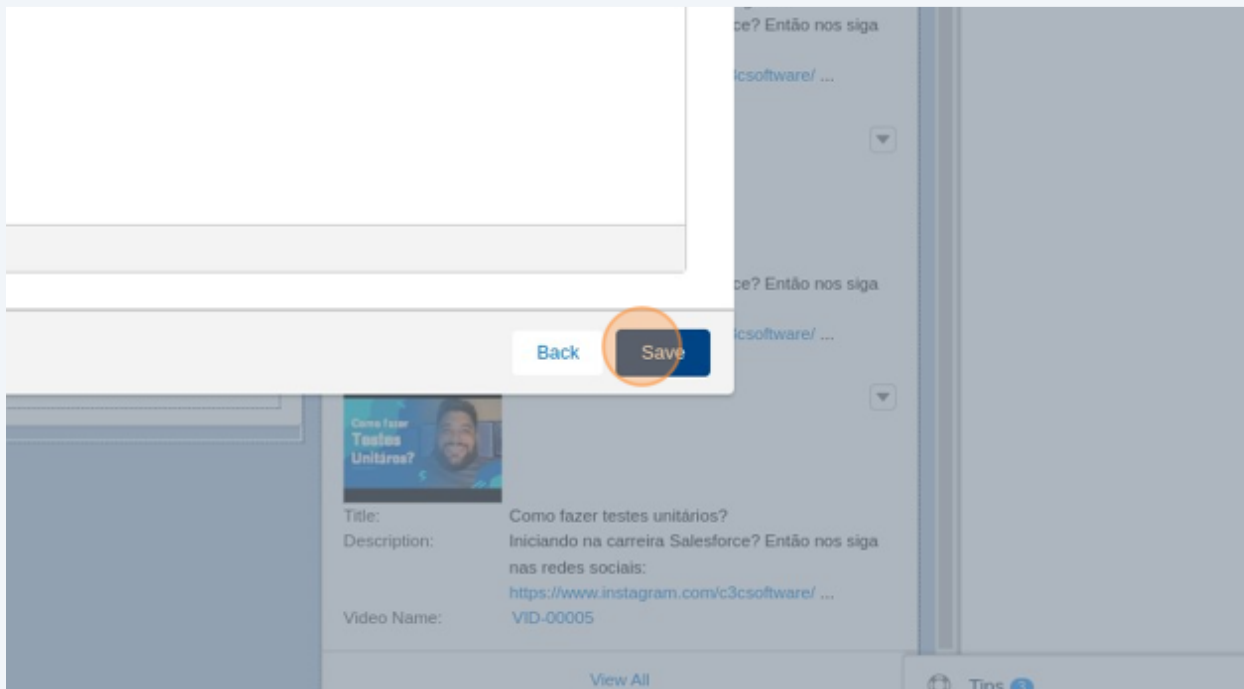 ce? Então nos siga
csoftware/ ...
ce? Então nos siga
csoftware/ ...
Back
Save
Como fazer
Testes
Unitáros?
Title:
Como fazer testes unitários?
Description:
Iniciando na carreira Salesforce? Então nos siga
nas redes sociais:
https://www.instagram.com/c3csoftware/ ...
Video Name:
VID-00005
View All
Tips 3